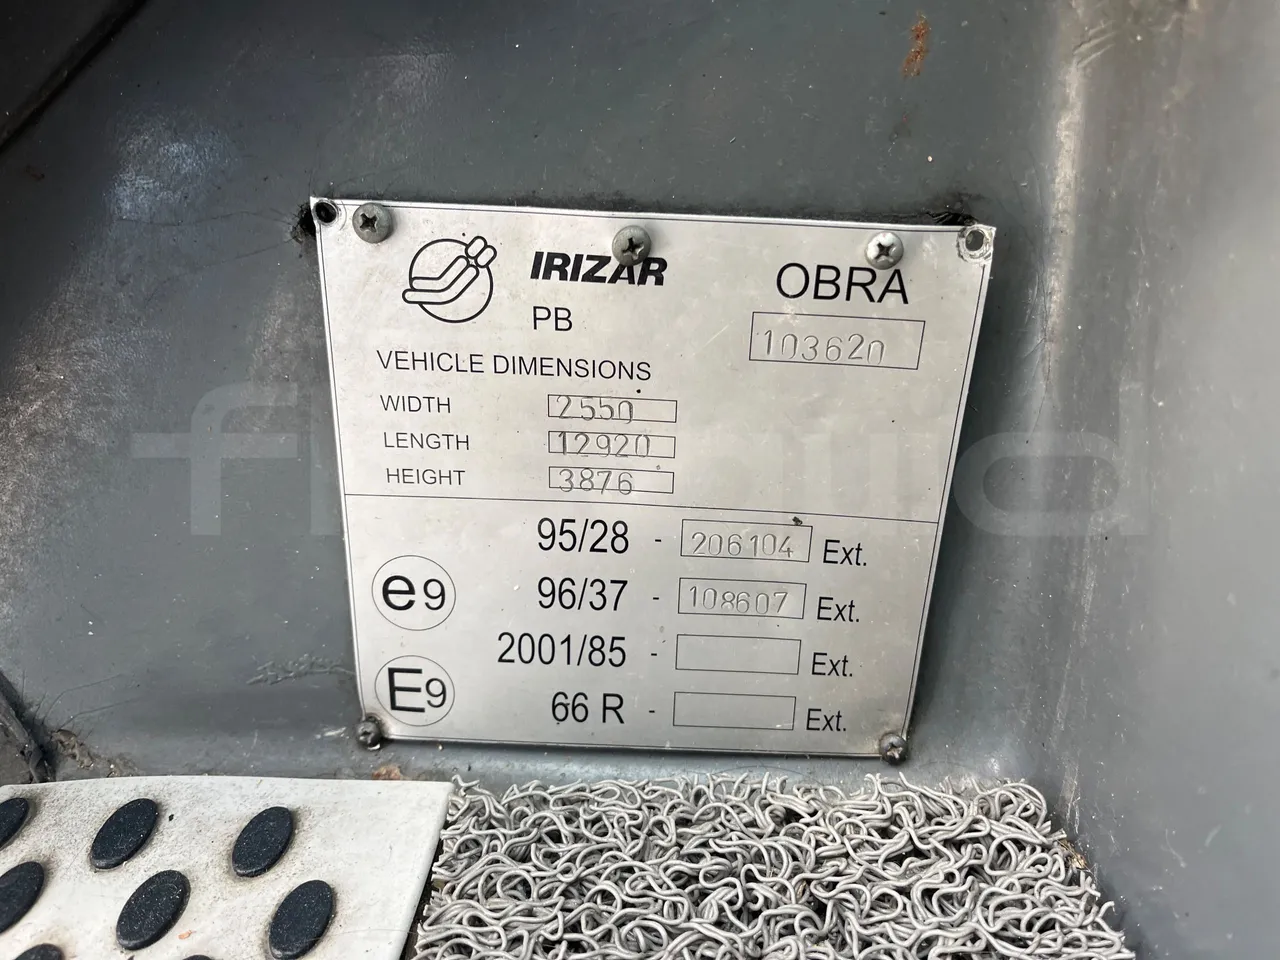 IRIZAR
OBRA
PB
103620
VEHICLE DIMENSIONS
WIDTH 2550
LENGTH 12920
HEIGHT 3876
95/28 - 206104 Ext.
e9 96/37 - 108607 Ext.
2001/85 - Ext.
E9 66 R - Ext.